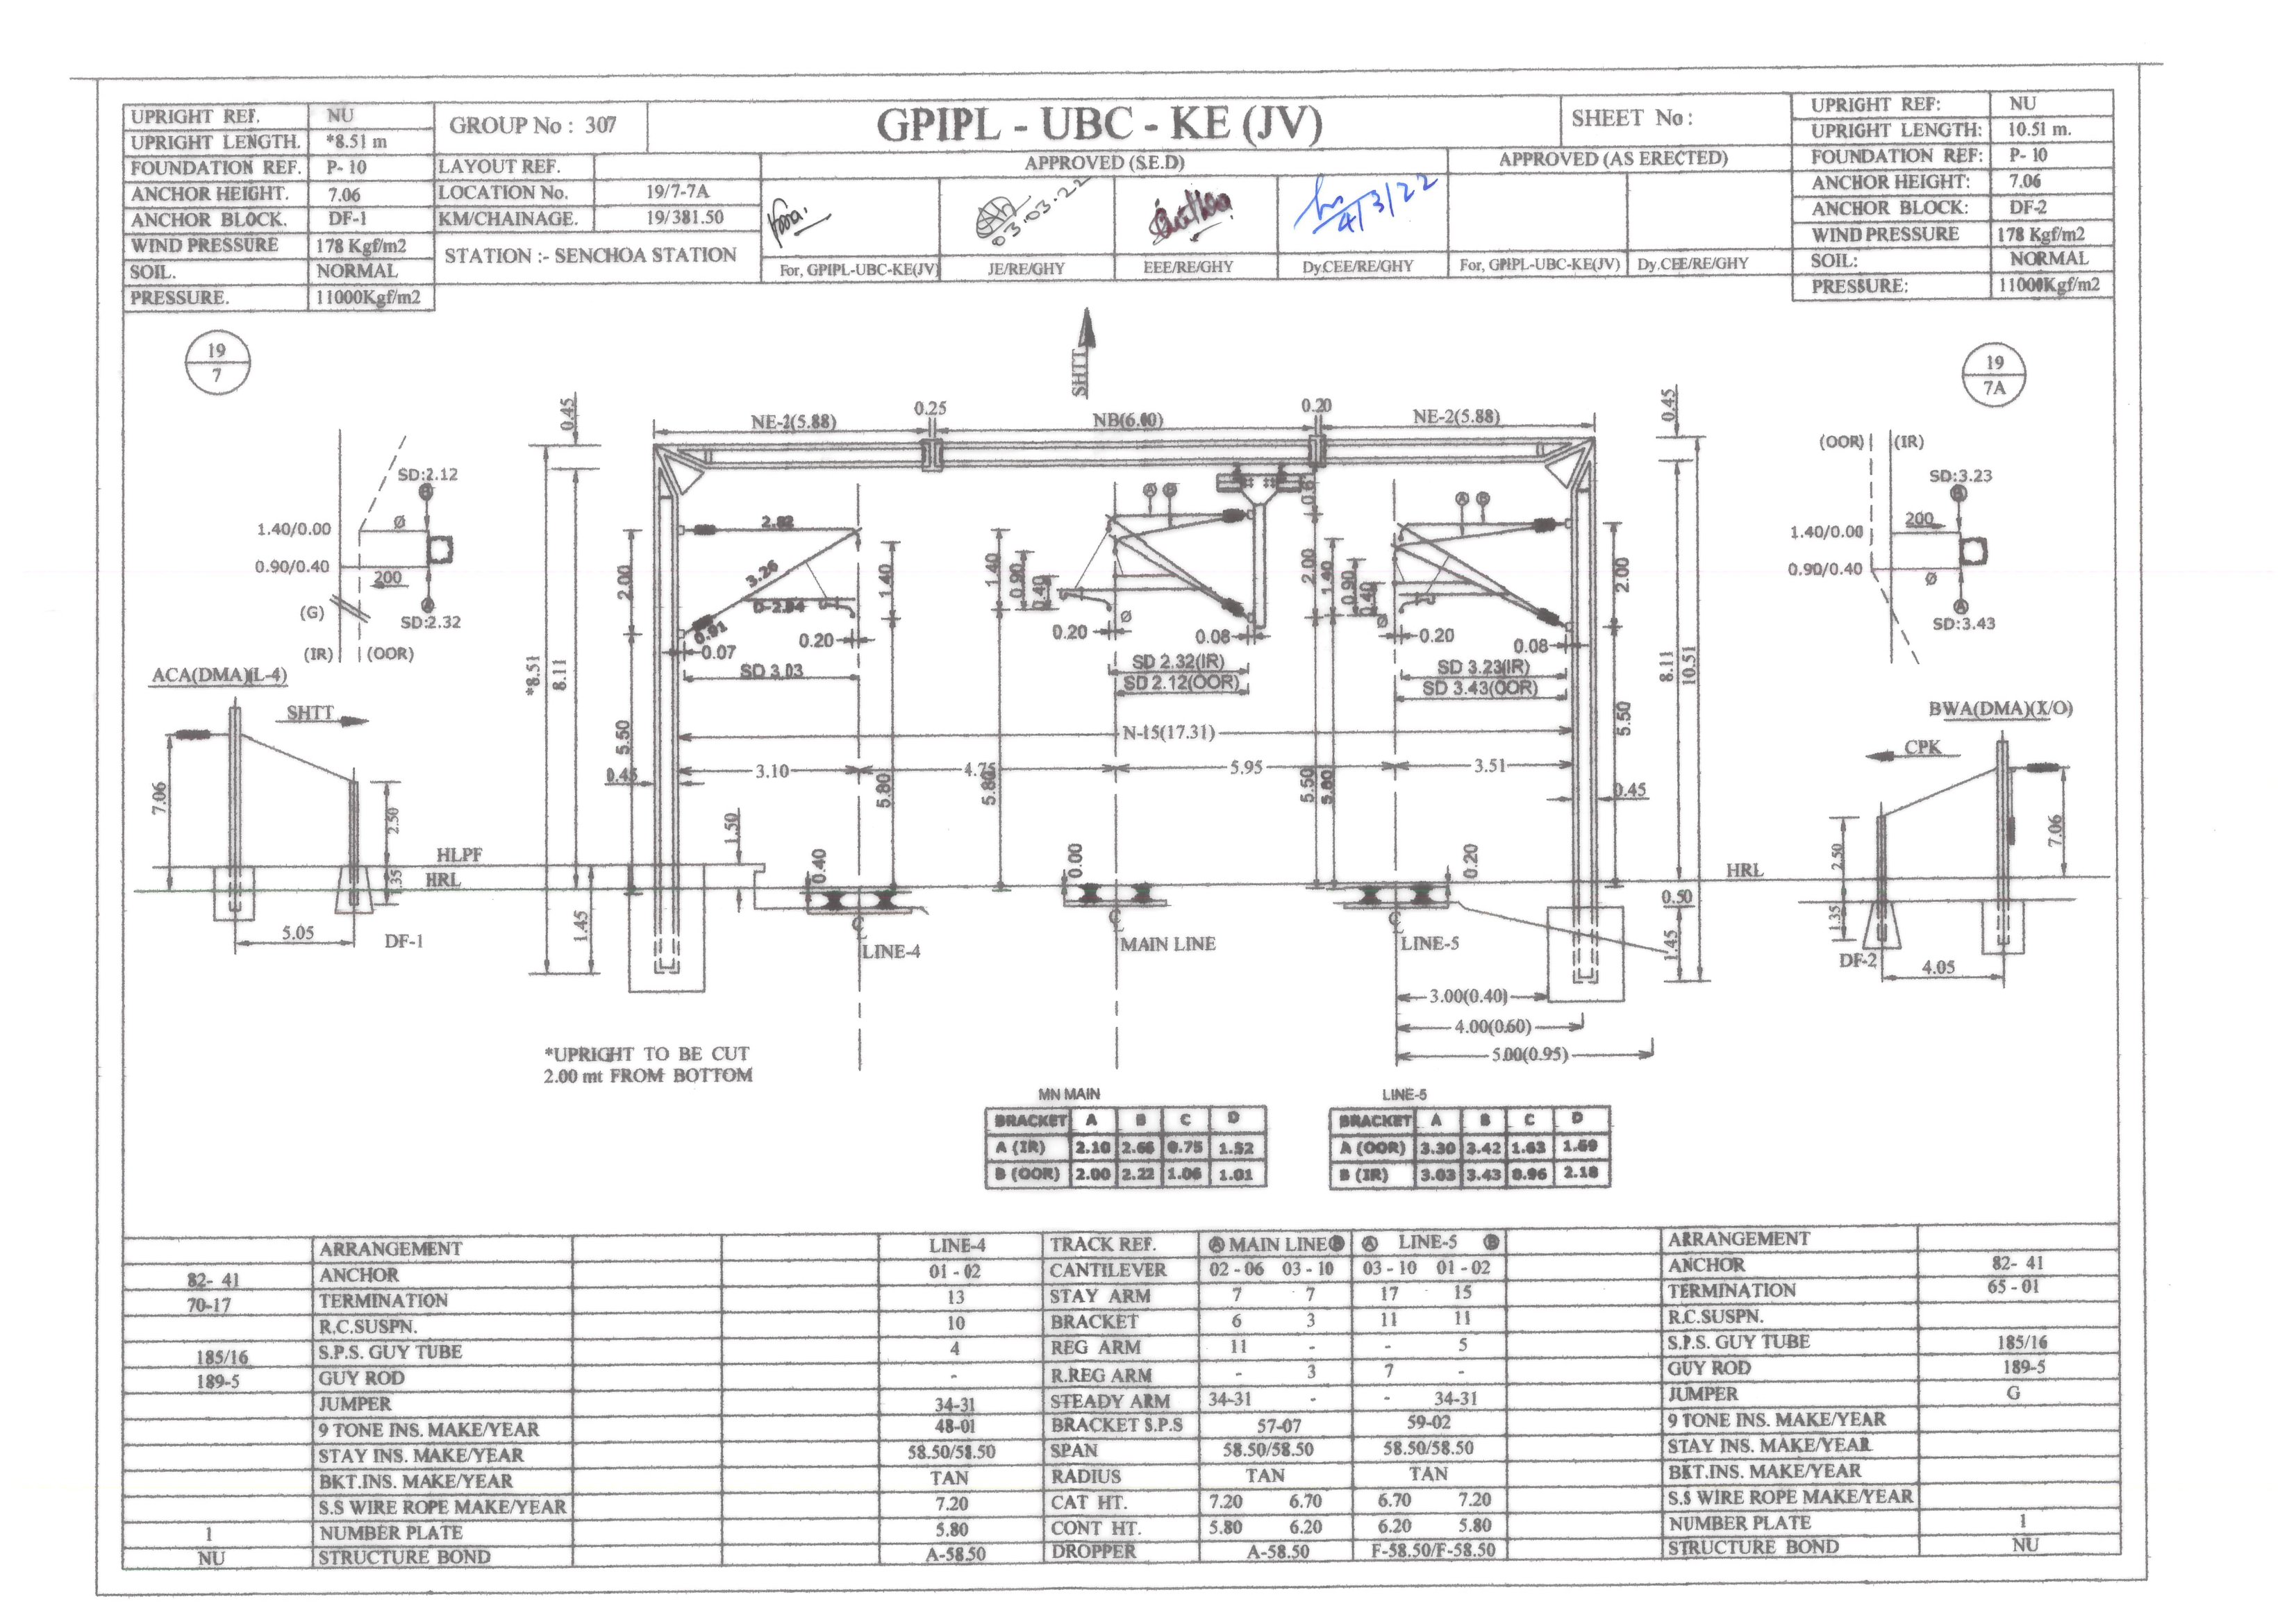 UPRIGHT REF. NU
UPRIGHT LENGTH. *8.51 m
FOUNDATION REF. P- 10
ANCHOR HEIGHT. 7.06
ANCHOR BLOCK. DF-1
WIND PRESSURE 178 Kgf/m2
SOIL. NORMAL
PRESSURE. 11000Kgf/m2
GROUP No : 307
LAYOUT REF.
LOCATION No. 19/7-7A
KM/CHAINAGE. 19/381.50
STATION :- SENCHOA STATION
GPIPL - UBC - KE (JV)
SHEET No :
APPROVED (S.E.D)
APPROVED (AS ERECTED)
03.03.22
4/3/22
For, GPIPL-UBC-KE(JV)
JE/RE/GHY
EEE/RE/GHY
Dy.CEE/RE/GHY
For, GPIPL-UBC-KE(JV)
Dy.CEE/RE/GHY
UPRIGHT REF: NU
UPRIGHT LENGTH: 10.51 m.
FOUNDATION REF: P- 10
ANCHOR HEIGHT: 7.06
ANCHOR BLOCK: DF-2
WIND PRESSURE 178 Kgf/m2
SOIL: NORMAL
PRESSURE: 11000Kgf/m2
19
7
SHTT
19
7A
NE-2(5.88)
0.25
NB(6.00)
0.20
NE-2(5.88)
0.45
0.45
SD:2.12
B
1.40/0.00
Ø
0.90/0.40
200
(G)
A
SD:2.32
(IR)
(OOR)
(OOR)
(IR)
SD:3.23
B
200
1.40/0.00
0.90/0.40
Ø
A
SD:3.43
ACA(DMA)(L-4)
SHTT
7.06
2.50
1.35
5.05
DF-1
HLPF
HRL
*8.51
8.11
2.00
5.50
0.45
1.45
1.50
2.82
3.26
D-2.84
0.91
0.07
0.20
1.40
SD 3.03
5.80
A B
1.40
0.90
0.40
0.20
Ø
0.08
SD 2.32(IR)
SD 2.12(OOR)
5.80
2.00
1.40
0.90
0.40
Ø
A B
0.20
0.08
SD 3.23(IR)
SD 3.43(OOR)
5.50
5.80
2.00
5.50
8.11
10.51
N-15(17.31)
3.10
4.75
5.95
3.51
0.45
0.40
0.00
0.20
LINE-4
MAIN LINE
LINE-5
HRL
0.50
1.45
3.00(0.40)
4.00(0.60)
5.00(0.95)
BWA(DMA)(X/O)
CPK
2.50
1.35
7.06
DF-2
4.05
*UPRIGHT TO BE CUT
2.00 mt FROM BOTTOM
MN MAIN
BRACKET A B C D
A (IR) 2.10 2.66 0.75 1.52
B (OOR) 2.00 2.22 1.06 1.01
LINE-5
BRACKET A B C D
A (OOR) 3.30 3.42 1.63 1.69
B (IR) 3.03 3.43 0.96 2.18
ARRANGEMENT LINE-4 TRACK REF. A MAIN LINE B A LINE-5 B ARRANGEMENT
82- 41 ANCHOR 01 - 02 CANTILEVER 02 - 06 03 - 10 03 - 10 01 - 02 ANCHOR 82- 41
70-17 TERMINATION 13 STAY ARM 7 7 17 15 TERMINATION 65 - 01
R.C.SUSPN. 10 BRACKET 6 3 11 11 R.C.SUSPN.
185/16 S.P.S. GUY TUBE 4 REG ARM 11 - - 5 S.P.S. GUY TUBE 185/16
189-5 GUY ROD - R.REG ARM - 3 7 - GUY ROD 189-5
JUMPER 34-31 STEADY ARM 34-31 - - 34-31 JUMPER G
9 TONE INS. MAKE/YEAR 48-01 BRACKET S.P.S 57-07 59-02 9 TONE INS. MAKE/YEAR
STAY INS. MAKE/YEAR 58.50/58.50 SPAN 58.50/58.50 58.50/58.50 STAY INS. MAKE/YEAR
BKT.INS. MAKE/YEAR TAN RADIUS TAN TAN BKT.INS. MAKE/YEAR
S.S WIRE ROPE MAKE/YEAR 7.20 CAT HT. 7.20 6.70 6.70 7.20 S.S WIRE ROPE MAKE/YEAR
1 NUMBER PLATE 5.80 CONT HT. 5.80 6.20 6.20 5.80 NUMBER PLATE 1
NU STRUCTURE BOND A-58.50 DROPPER A-58.50 F-58.50/F-58.50 STRUCTURE BOND NU